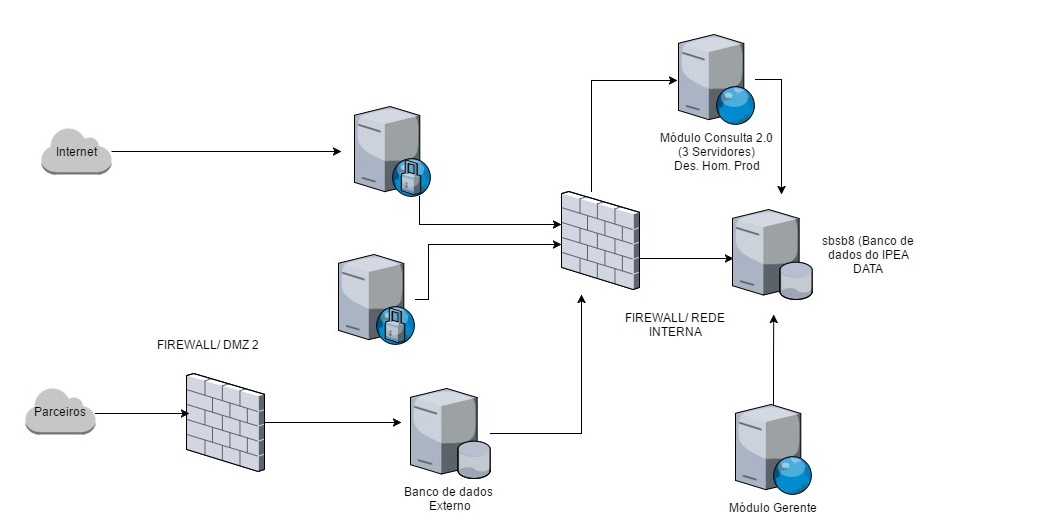 Internet
Módulo Consulta 2.0
(3 Servidores)
Des. Hom. Prod
sbsb8 (Banco de
dados do IPEA
DATA
FIREWALL/ REDE
INTERNA
FIREWALL/ DMZ 2
Parceiros
Banco de dados
Externo
Módulo Gerente